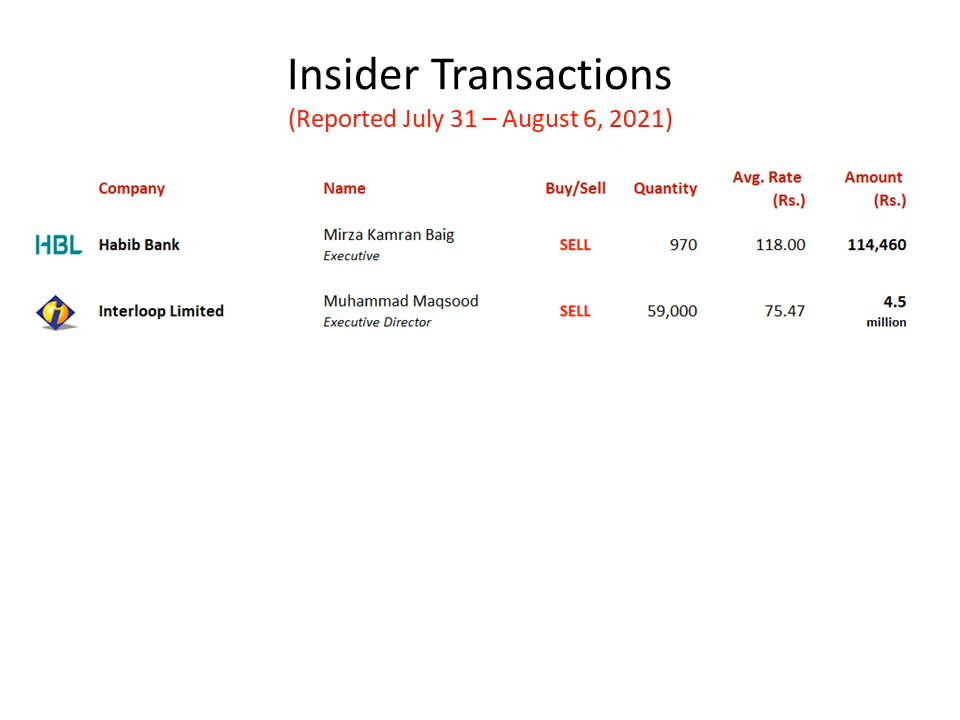 Insider Transactions
(Reported July 31 – August 6, 2021)
Company Name Buy/Sell Quantity Avg. Rate (Rs.) Amount (Rs.)
HBL Habib Bank Mirza Kamran Baig SELL 970 118.00 114,460
Executive
i Interloop Limited Muhammad Maqsood SELL 59,000 75.47 4.5
Executive Director million